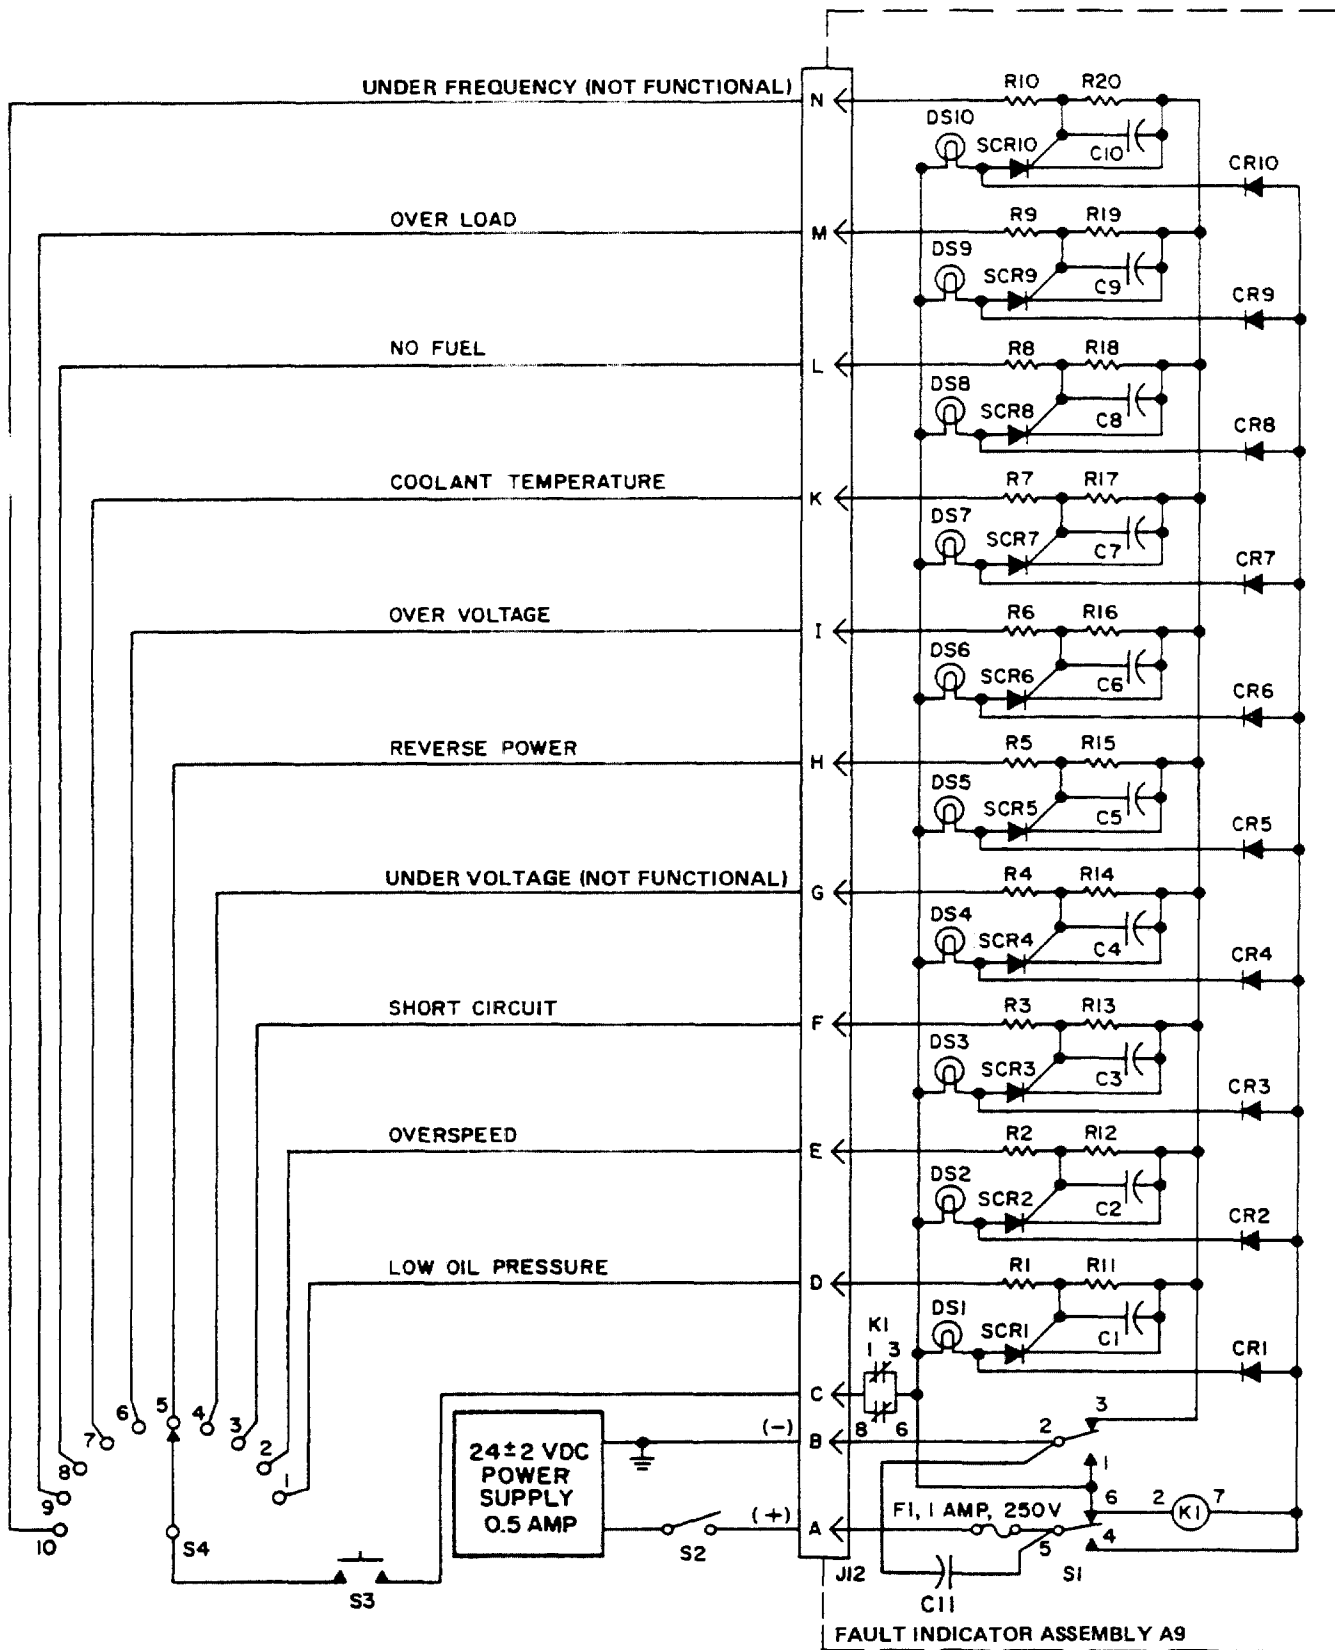 UNDER FREQUENCY (NOT FUNCTIONAL)
N
R10
R20
DS10
SCR10
C10
CR10
OVER LOAD
M
R9
R19
DS9
SCR9
C9
CR9
NO FUEL
L
R8
R18
DS8
SCR8
C8
CR8
COOLANT TEMPERATURE
K
R7
R17
DS7
SCR7
C7
CR7
OVER VOLTAGE
I
R6
R16
DS6
SCR6
C6
CR6
REVERSE POWER
H
R5
R15
DS5
SCR5
C5
CR5
UNDER VOLTAGE (NOT FUNCTIONAL)
G
R4
R14
DS4
SCR4
C4
CR4
SHORT CIRCUIT
F
R3
R13
DS3
SCR3
C3
CR3
OVERSPEED
E
R2
R12
DS2
SCR2
C2
CR2
LOW OIL PRESSURE
D
R1
R11
DS1
SCR1
C1
CR1
K1
1 3
C
8 6
10
9
8
7
6
5
4
3
2
1
S4
S3
24±2 VDC
POWER
SUPPLY
0.5 AMP
(-)
B
2
3
1
S2
(+)
A
F1, 1 AMP, 250V
6
5
4
2
K1
7
J12
C11
S1
FAULT INDICATOR ASSEMBLY A9